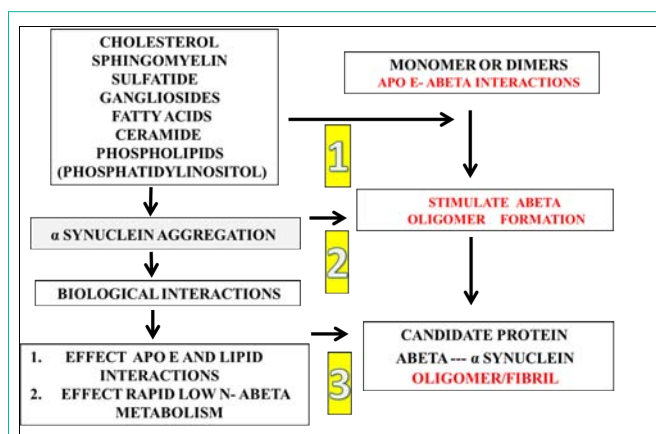 CHOLESTEROL
SPHINGOMYELIN
SULFATIDE
GANGLIOSIDES
FATTY ACIDS
CERAMIDE
PHOSPHOLIPIDS
(PHOSPHATIDYLINOSITOL)
MONOMER OR DIMERS
APO E- ABETA INTERACTIONS
1
α SYNUCLEIN AGGREGATION
STIMULATE ABETA
OLIGOMER FORMATION
2
BIOLOGICAL INTERACTIONS
1. EFFECT APO E AND LIPID
INTERACTIONS
2. EFFECT RAPID LOW N- ABETA
METABOLISM
3
CANDIDATE PROTEIN
ABETA --- α SYNUCLEIN
OLIGOMER/FIBRIL